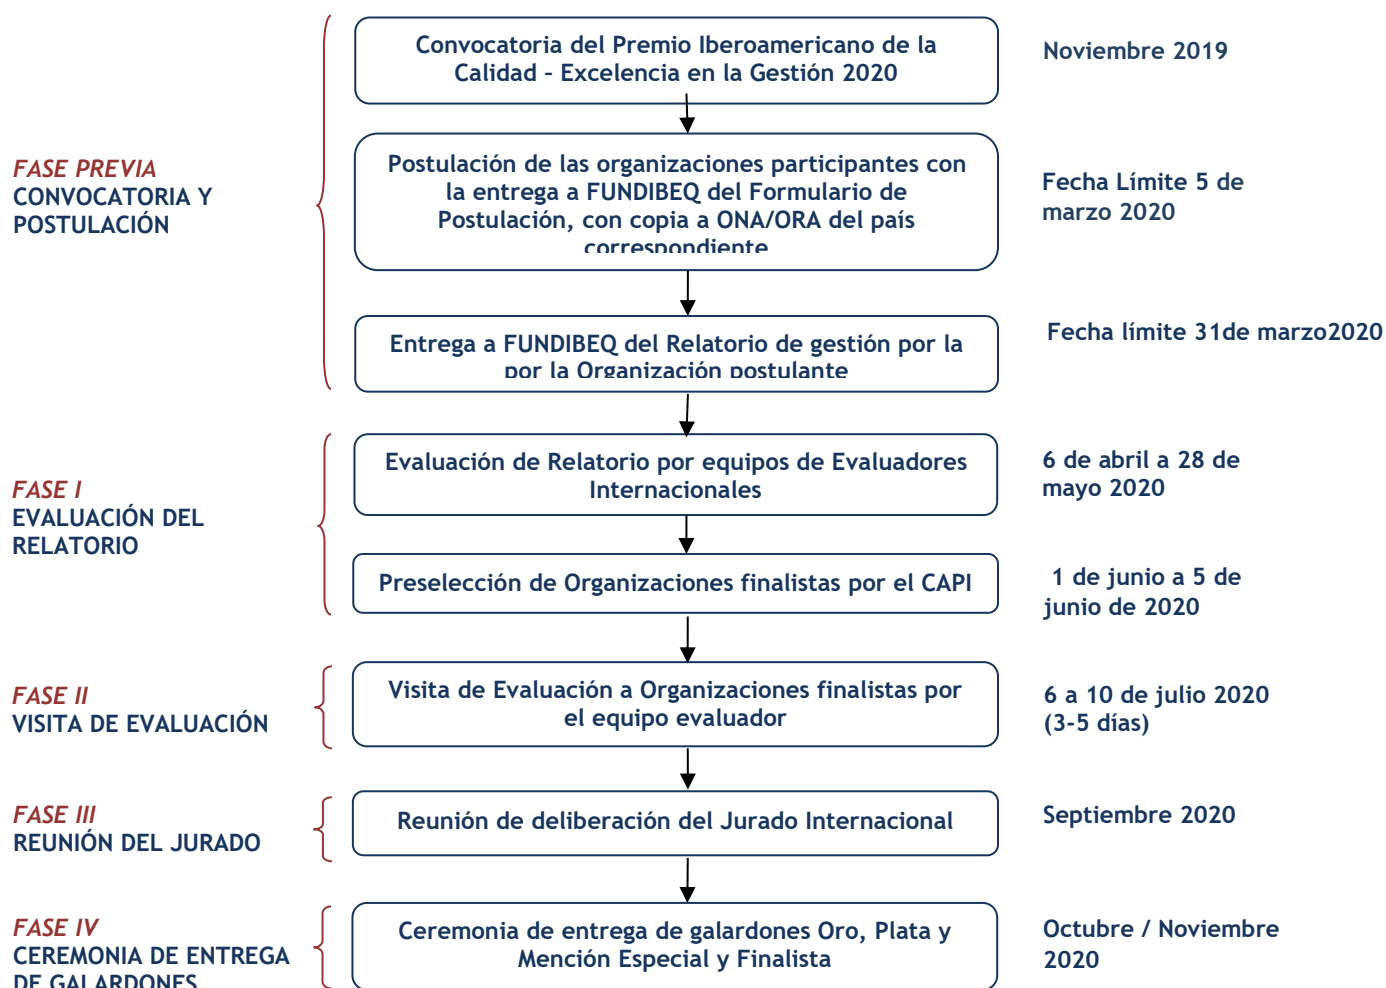 Convocatoria del Premio Iberoamericano de la
Calidad – Excelencia en la Gestión 2020
Noviembre 2019
FASE PREVIA
CONVOCATORIA Y
POSTULACIÓN
Postulación de las organizaciones participantes con
la entrega a FUNDIBEQ del Formulario de
Postulación, con copia a ONA/ORA del país
correspondiente
Fecha Límite 5 de
marzo 2020
Entrega a FUNDIBEQ del Relatorio de gestión por la
por la Organización postulante
Fecha límite 31de marzo2020
FASE I
EVALUACIÓN DEL
RELATORIO
Evaluación de Relatorio por equipos de Evaluadores
Internacionales
6 de abril a 28 de
mayo 2020
Preselección de Organizaciones finalistas por el CAPI
1 de junio a 5 de
junio de 2020
FASE II
VISITA DE EVALUACIÓN
Visita de Evaluación a Organizaciones finalistas por
el equipo evaluador
6 a 10 de julio 2020
(3-5 días)
FASE III
REUNIÓN DEL JURADO
Reunión de deliberación del Jurado Internacional
Septiembre 2020
FASE IV
CEREMONIA DE ENTREGA
DE GALARDONES
Ceremonia de entrega de galardones Oro, Plata y
Mención Especial y Finalista
Octubre / Noviembre
2020